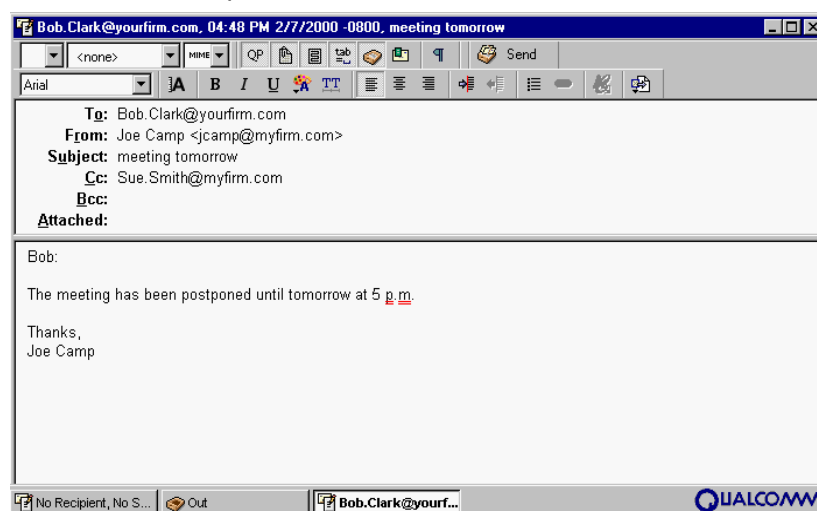 Bob.Clark@yourfirm.com, 04:48 PM 2/7/2000 -0800, meeting tomorrow
<none> MIME QP tab Send
Arial A B I U A TT
To: Bob.Clark@yourfirm.com
From: Joe Camp <jcamp@myfirm.com>
Subject: meeting tomorrow
Cc: Sue.Smith@myfirm.com
Bcc:
Attached:
Bob:
The meeting has been postponed until tomorrow at 5 p.m.
Thanks,
Joe Camp
No Recipient, No S... Out Bob.Clark@yourf... QUALCOMM